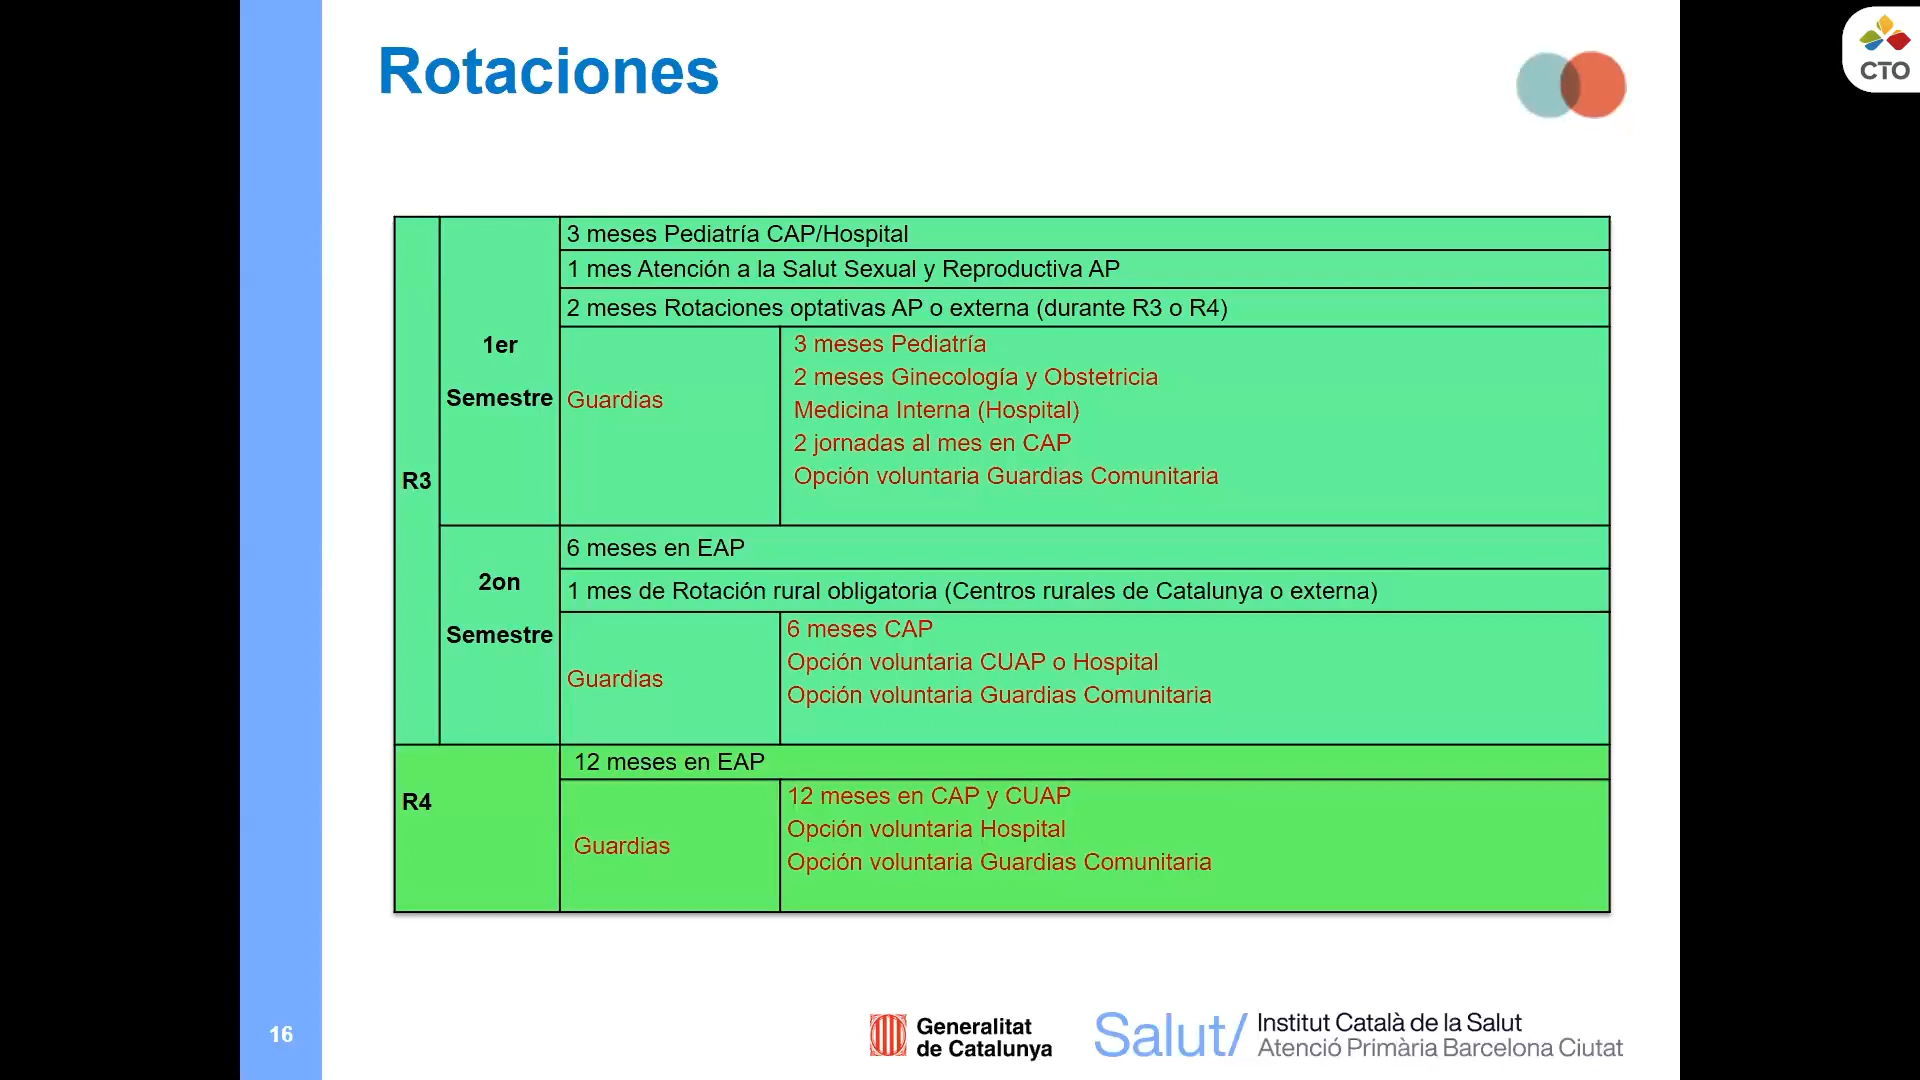 Rotaciones
CTO
3 meses Pediatría CAP/Hospital
1 mes Atención a la Salut Sexual y Reproductiva AP
2 meses Rotaciones optativas AP o externa (durante R3 o R4)
R3
1er
Semestre
Guardias
3 meses Pediatría
2 meses Ginecología y Obstetricia
Medicina Interna (Hospital)
2 jornadas al mes en CAP
Opción voluntaria Guardias Comunitaria
2on
Semestre
6 meses en EAP
1 mes de Rotación rural obligatoria (Centros rurales de Catalunya o externa)
Guardias
6 meses CAP
Opción voluntaria CUAP o Hospital
Opción voluntaria Guardias Comunitaria
R4
12 meses en EAP
Guardias
12 meses en CAP y CUAP
Opción voluntaria Hospital
Opción voluntaria Guardias Comunitaria
16
Generalitat
de Catalunya
Salut/
Institut Català de la Salut
Atenció Primària Barcelona Ciutat